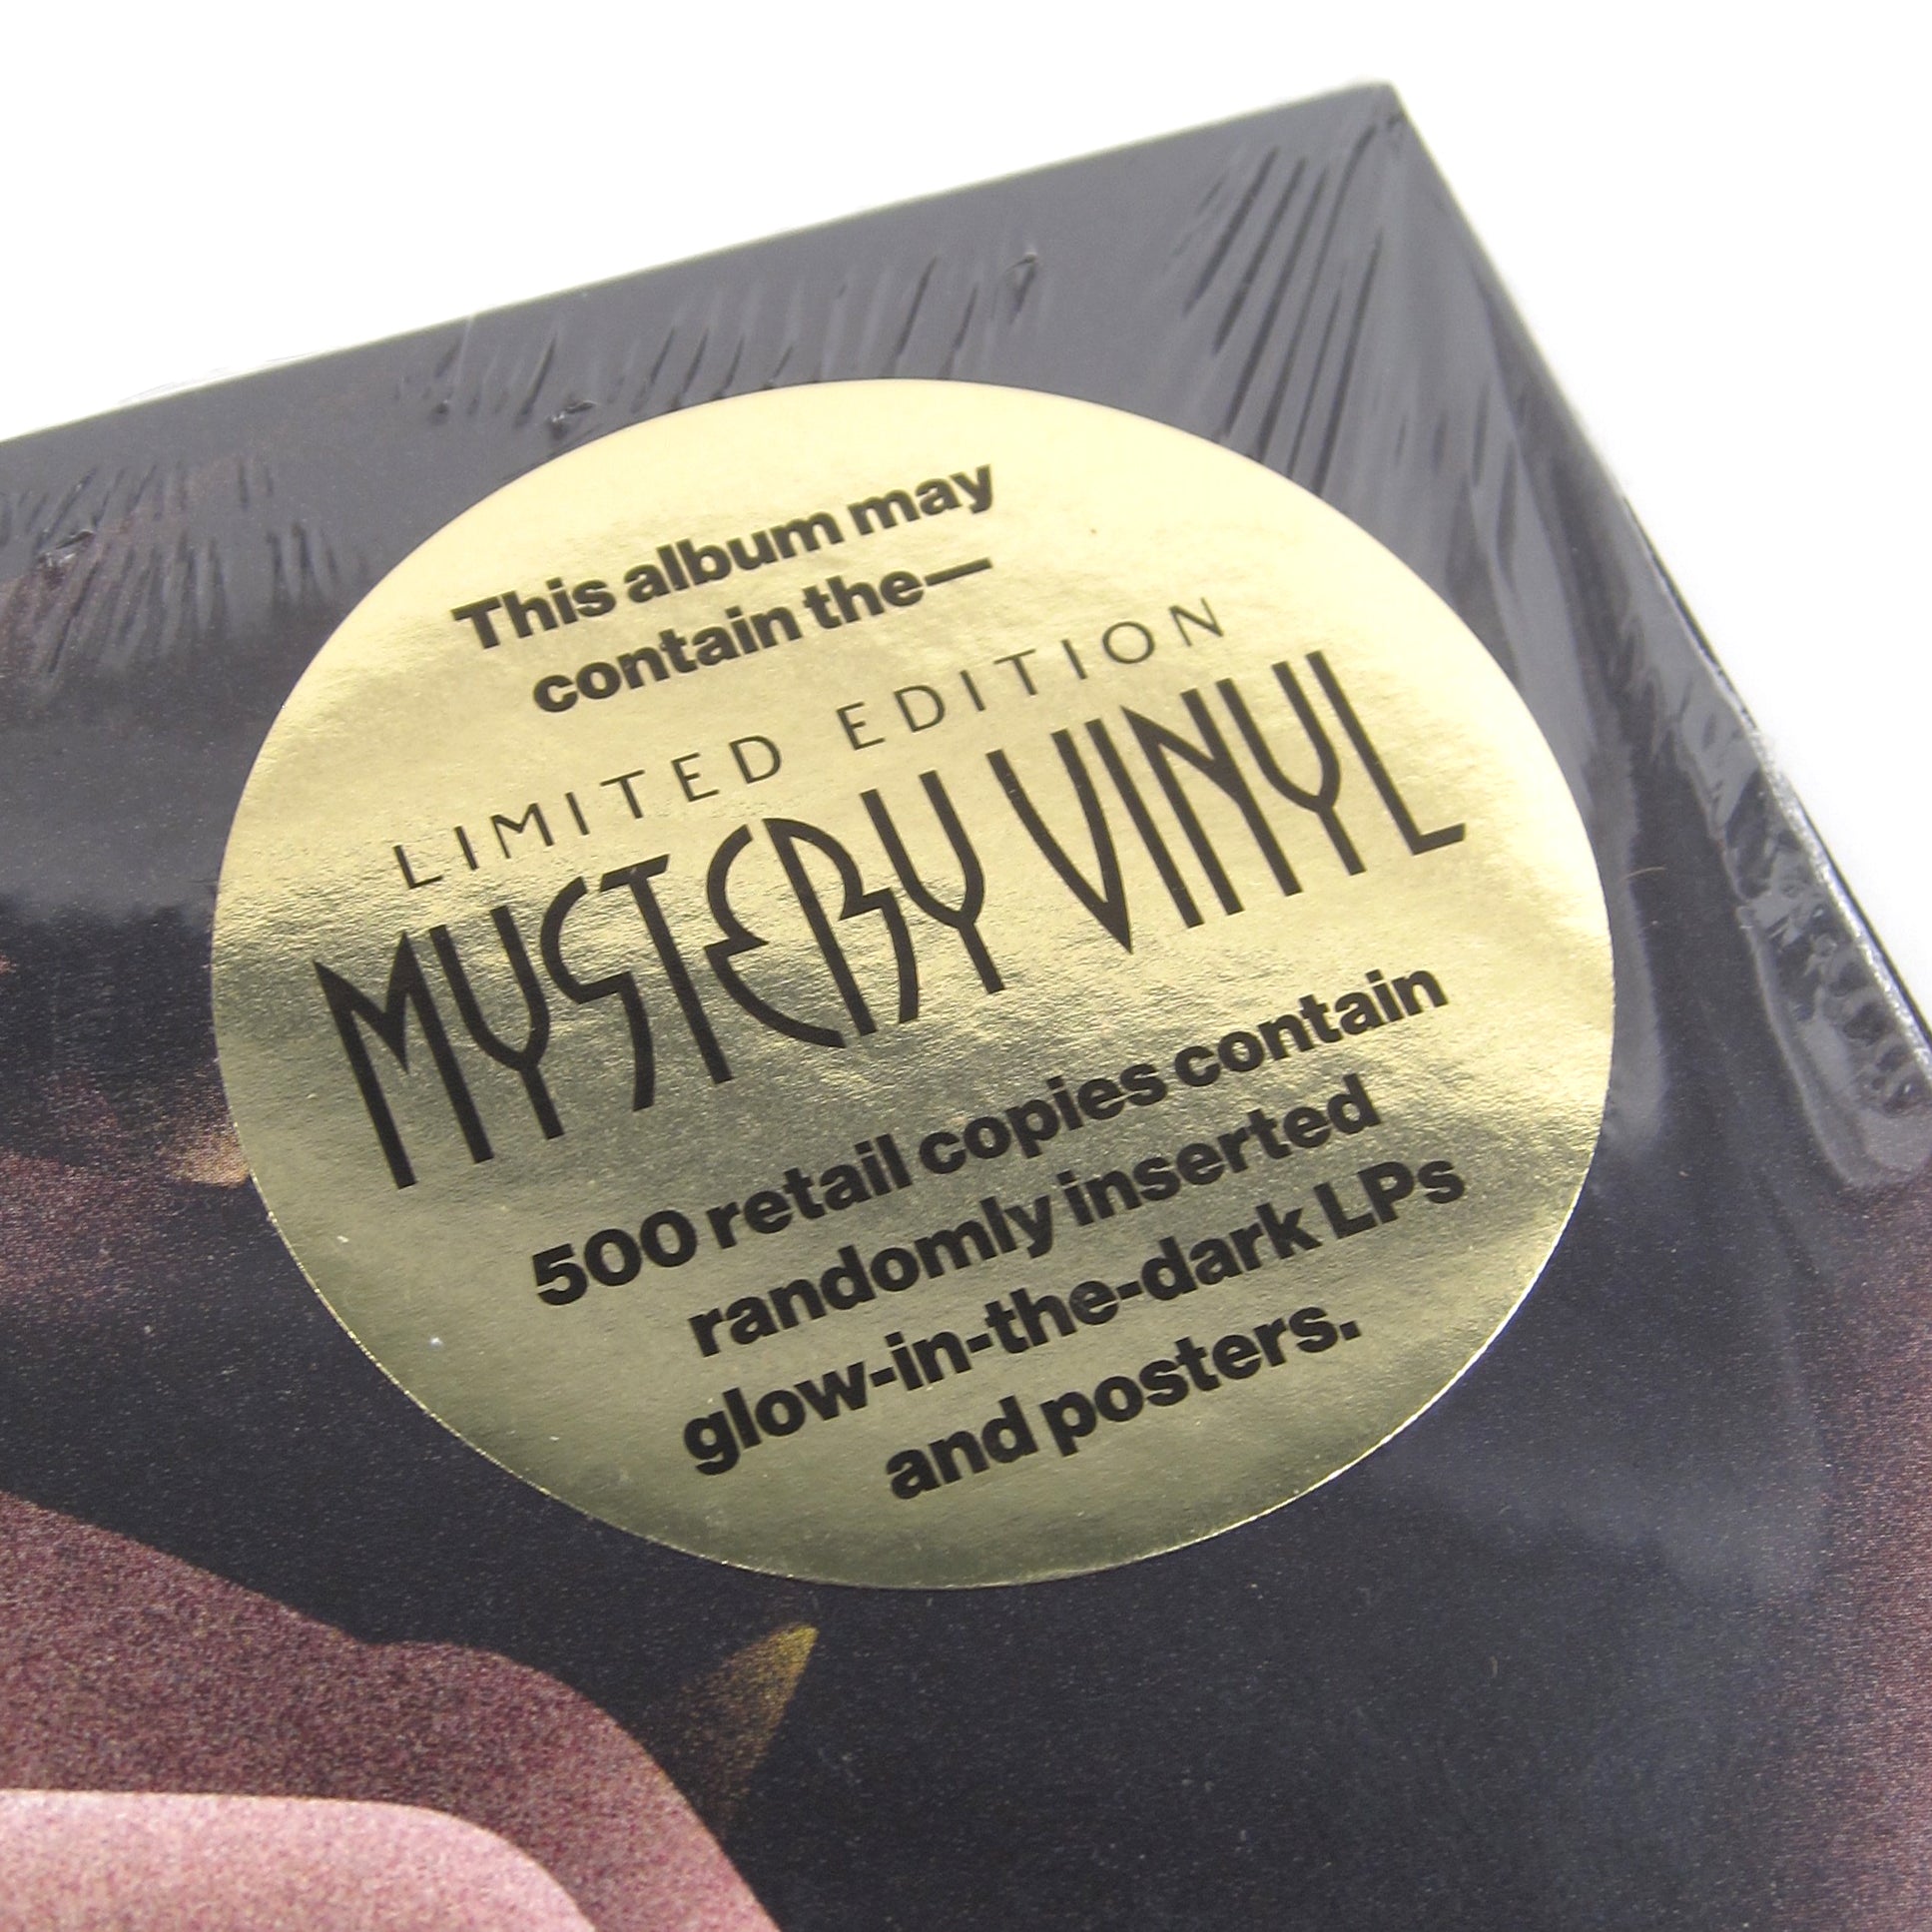 This album may
contain the—
LIMITED EDITION
MYSTERY VINYL
500 retail copies contain
randomly inserted
glow-in-the-dark LPs
and posters.